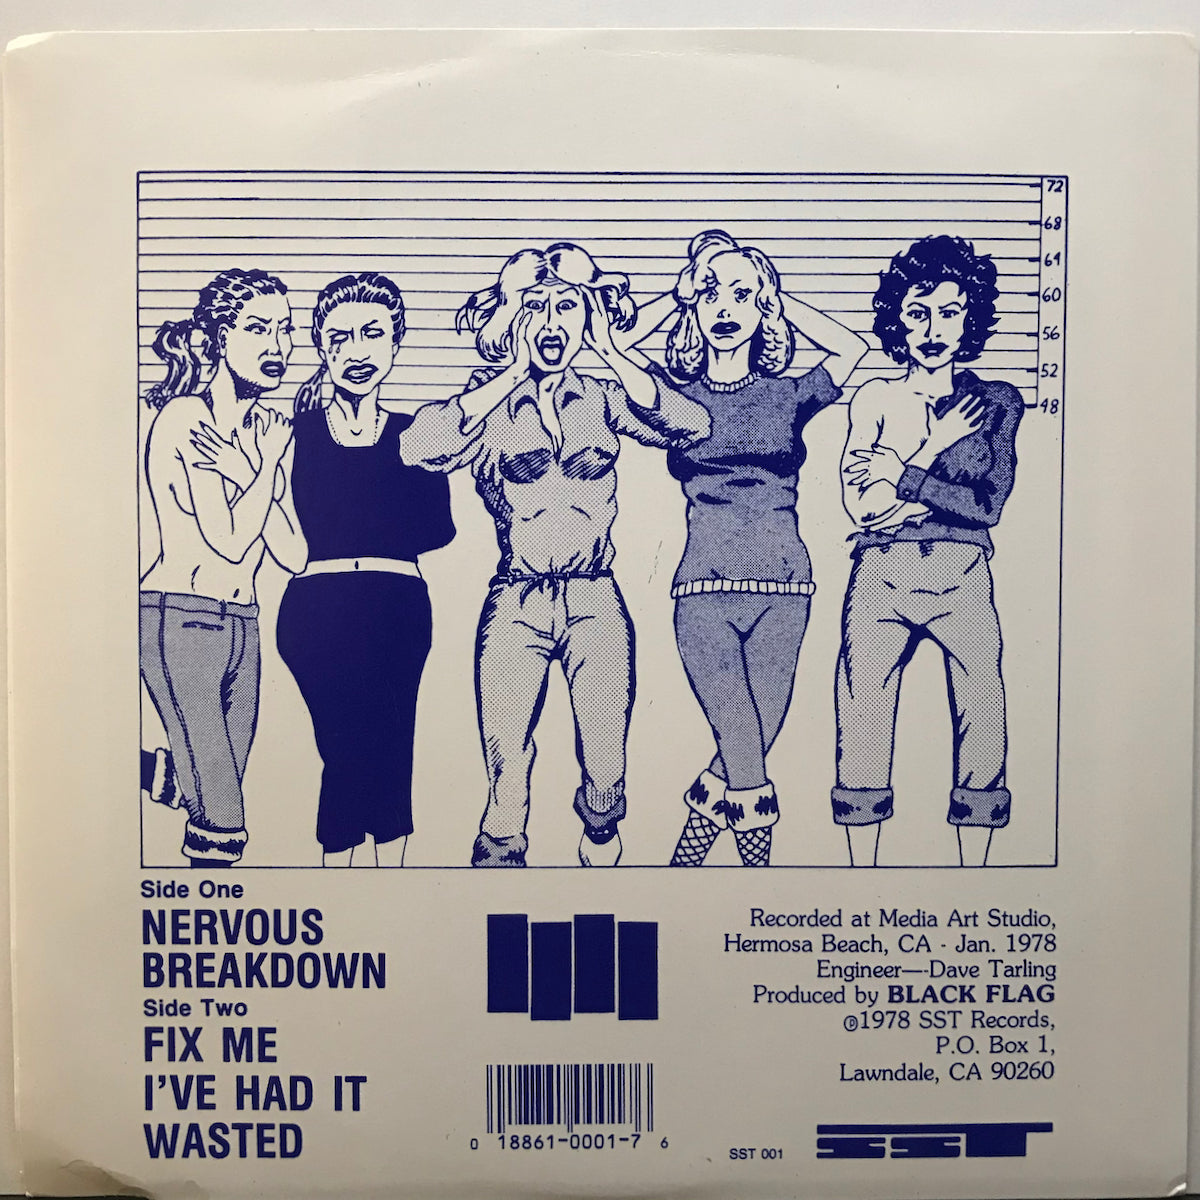 72
68
64
60
56
52
48
Side One
NERVOUS
BREAKDOWN
Side Two
FIX ME
I'VE HAD IT
WASTED
0 18861-0001-7 6
Recorded at Media Art Studio,
Hermosa Beach, CA - Jan. 1978
Engineer—Dave Tarling
Produced by BLACK FLAG
℗1978 SST Records,
P.O. Box 1,
Lawndale, CA 90260
SST 001
SST